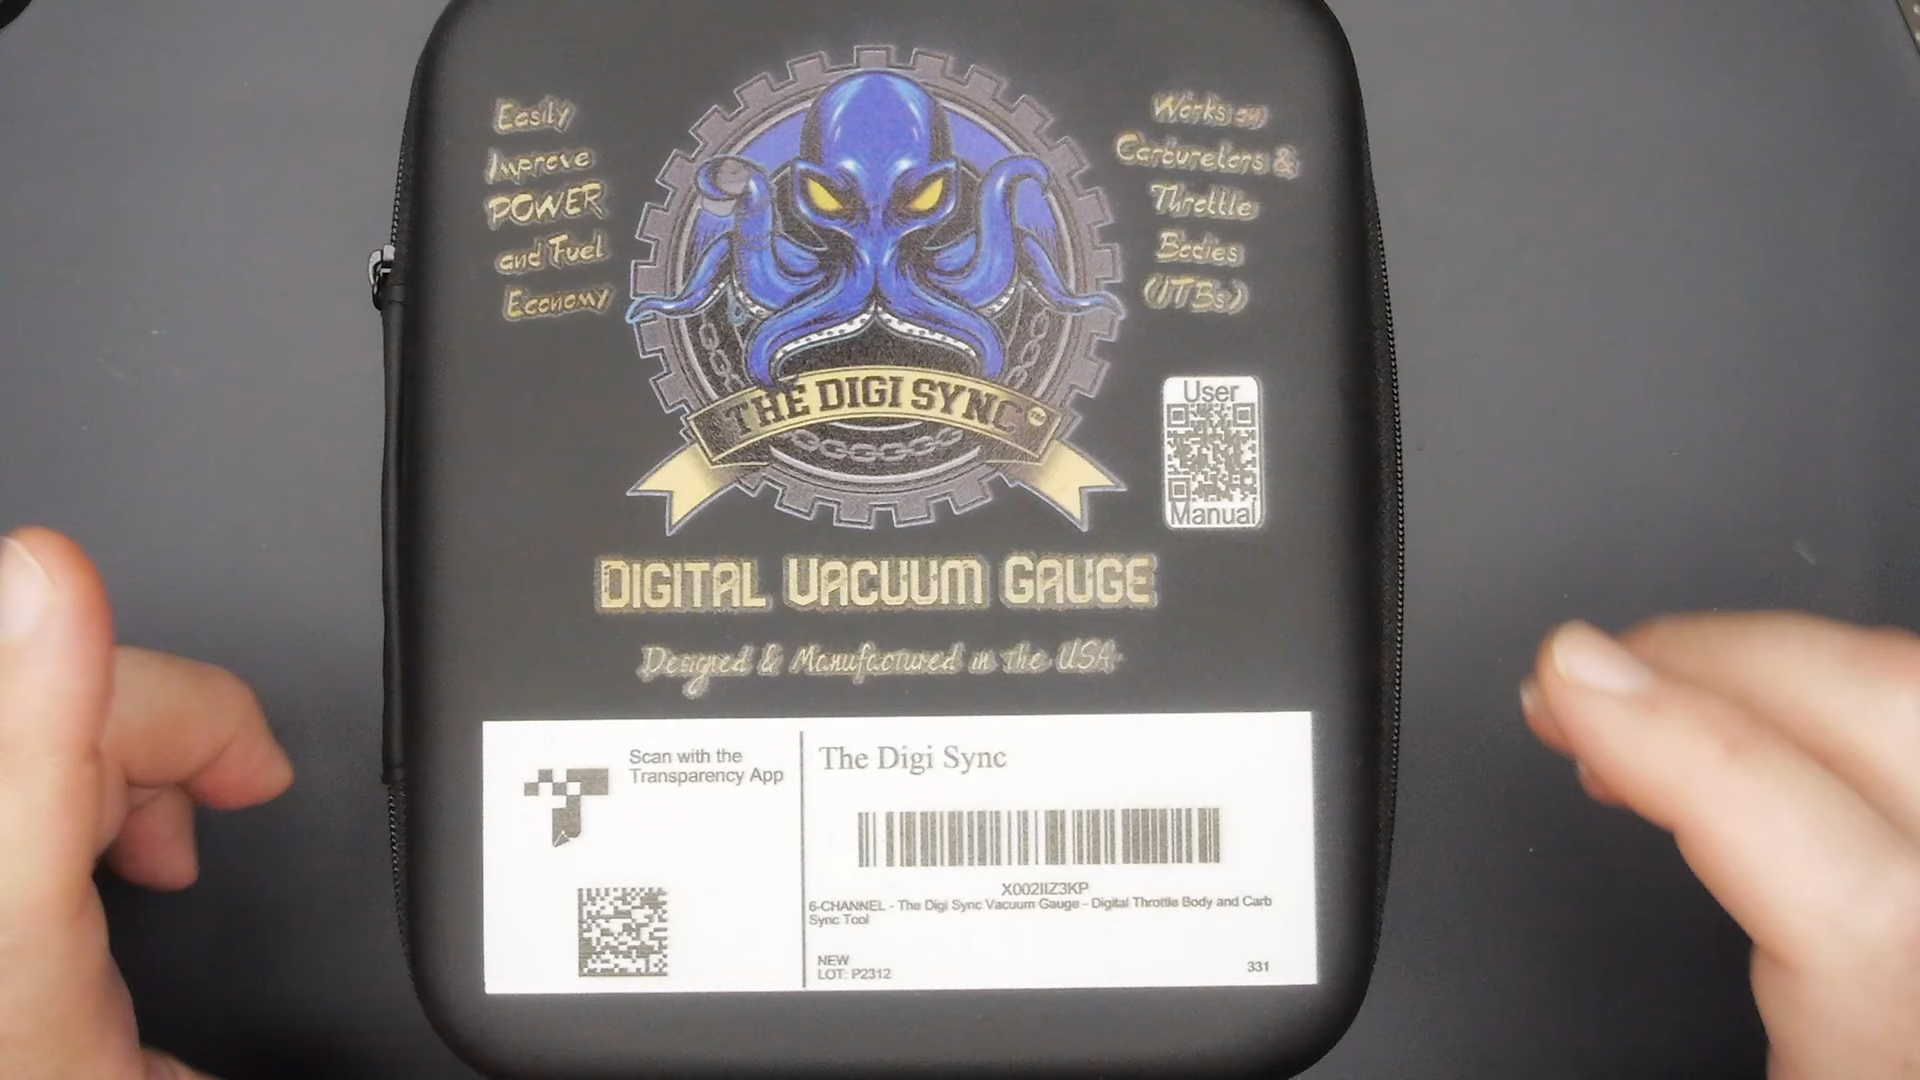 Easily
Improve
POWER
and Fuel
Economy
Works on
Carburetors &
Throttle
Bodies
(ITBs)
THE DIGI SYNC™
User
Manual
DIGITAL VACUUM GAUGE
Designed & Manufactured in the USA
Scan with the
Transparency App
The Digi Sync
X002IIZ3KP
6-CHANNEL - The Digi Sync Vacuum Gauge - Digital Throttle Body and Carb
Sync Tool
NEW
LOT: P2312
331